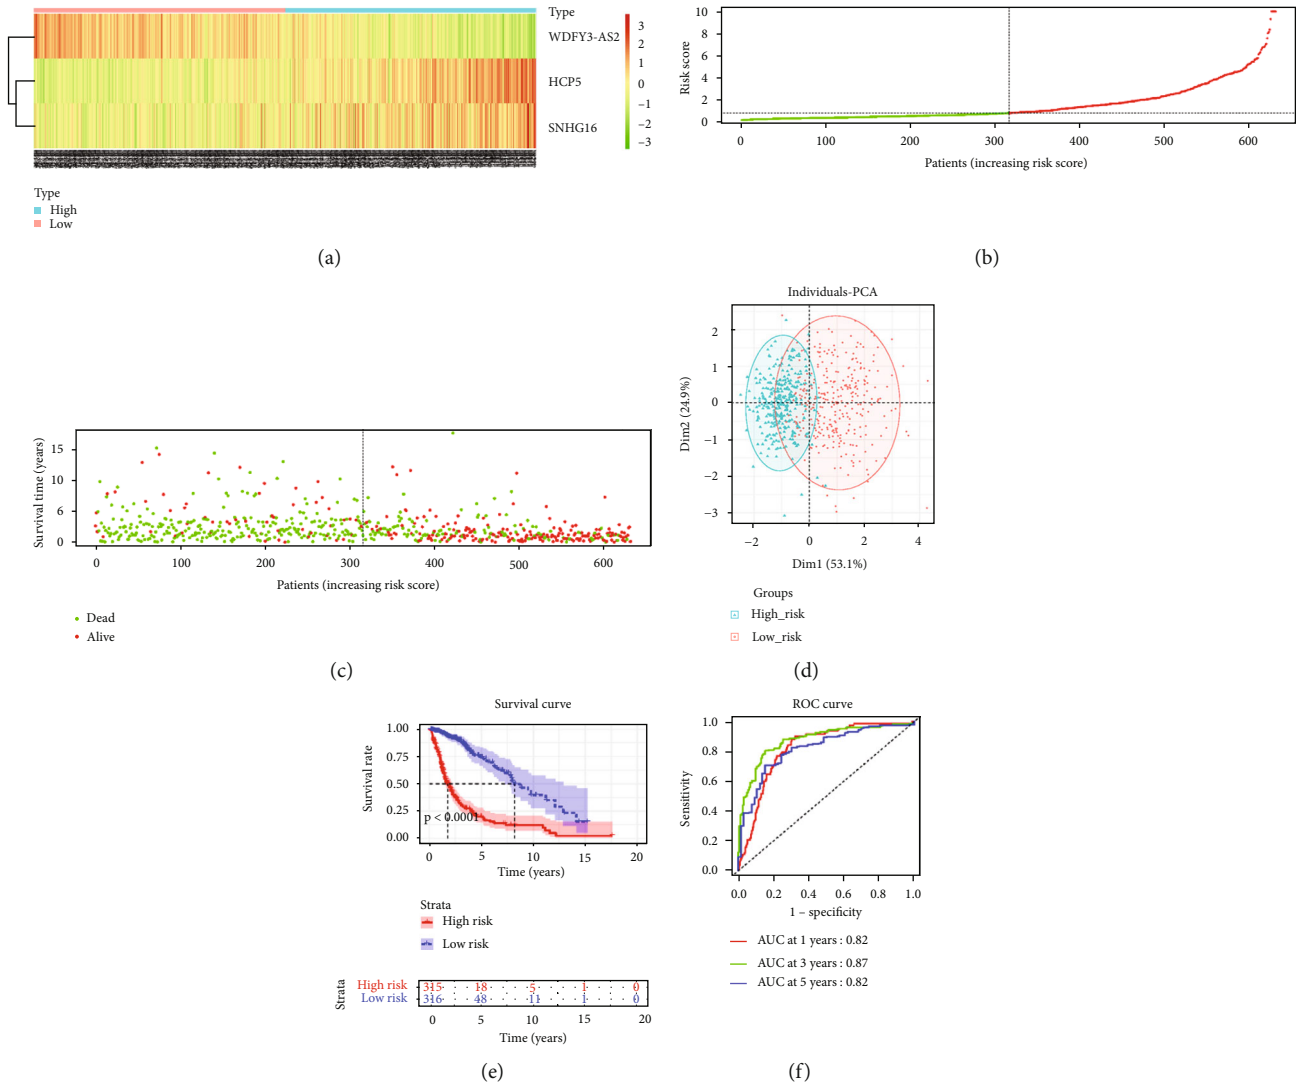 Type
WDFY3-AS2
HCP5
SNHG16
3
2
1
0
−1
−2
−3
Type
High
Low
(a)
Risk score
10
8
6
4
2
0
0 100 200 300 400 500 600
Patients (increasing risk score)
(b)
Survival time (years)
15
10
6
0
0 100 200 300 400 500 600
Patients (increasing risk score)
Dead
Alive
(c)
Individuals-PCA
Dim2 (24.9%)
2
1
0
−1
−2
−3
−2 0 2 4
Dim1 (53.1%)
Groups
High_risk
Low_risk
(d)
Survival curve
Survival rate
1.00
0.75
0.50
0.25
0.00
p < 0.0001
0 5 10 15 20
Time (years)
Strata
High risk
Low risk
Strata
High risk 315 18 5 1 0
Low risk 316 48 11 1 0
0 5 10 15 20
Time (years)
(e)
ROC curve
Sensitivity
1.0
0.8
0.6
0.4
0.2
0.0
0.0 0.2 0.4 0.6 0.8 1.0
1 – specificity
AUC at 1 years : 0.82
AUC at 3 years : 0.87
AUC at 5 years : 0.82
(f)